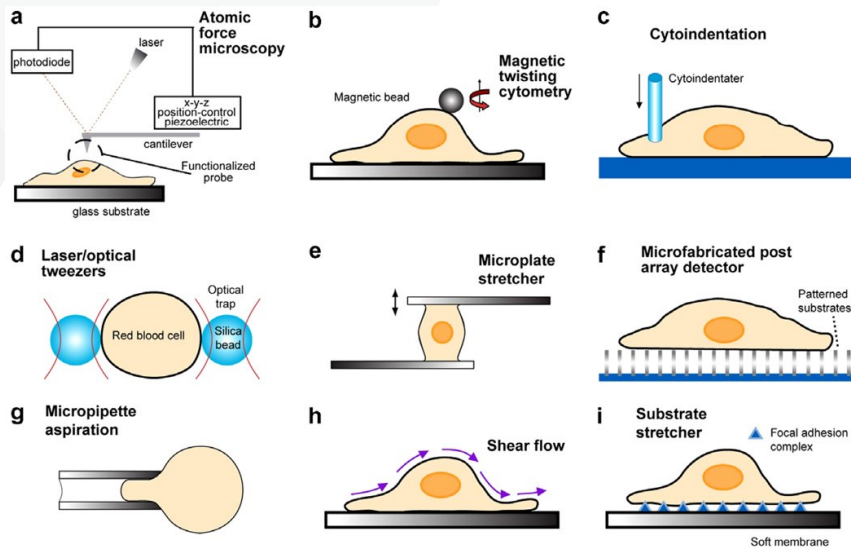 a
Atomic
force
microscopy
laser
photodiode
x-y-z
position-control
piezoelectric
cantilever
Functionalized
probe
glass substrate
b
Magnetic
twisting
cytometry
Magnetic bead
c
Cytoindentation
Cytoindentater
d
Laser/optical
tweezers
Optical
trap
Red blood cell
Silica
bead
e
Microplate
stretcher
f
Microfabricated post
array detector
Patterned
substrates
g
Micropipette
aspiration
h
Shear flow
i
Substrate
stretcher
Focal adhesion
complex
Soft membrane